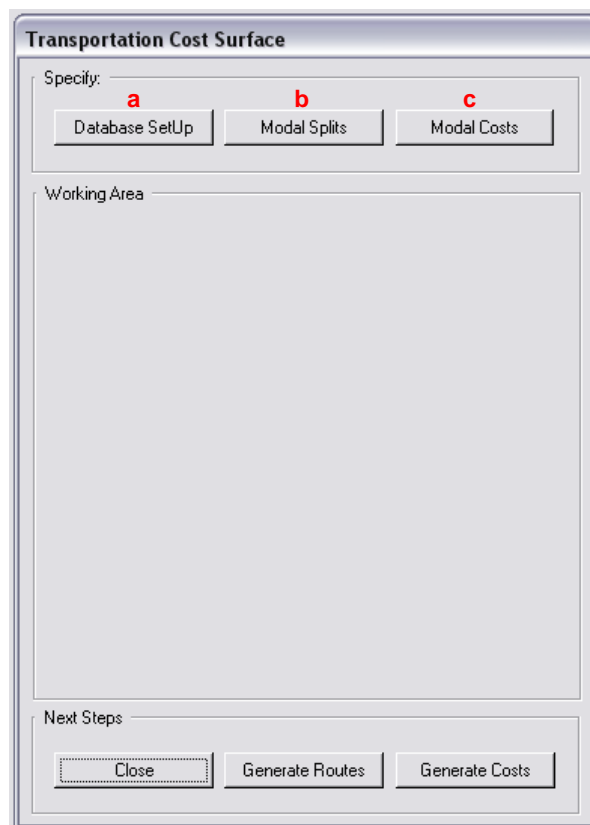 Transportation Cost Surface
Specify:
a b c
Database SetUp Modal Splits Modal Costs
Working Area
Next Steps
Close Generate Routes Generate Costs